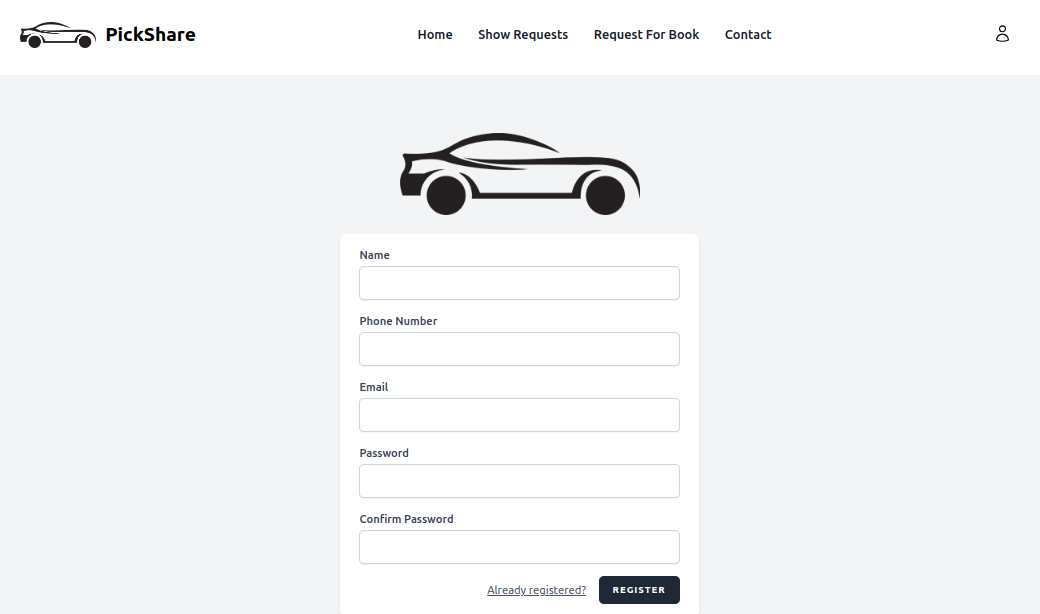 PickShare Home Show Requests Request For Book Contact
Name
Phone Number
Email
Password
Confirm Password
Already registered? REGISTER